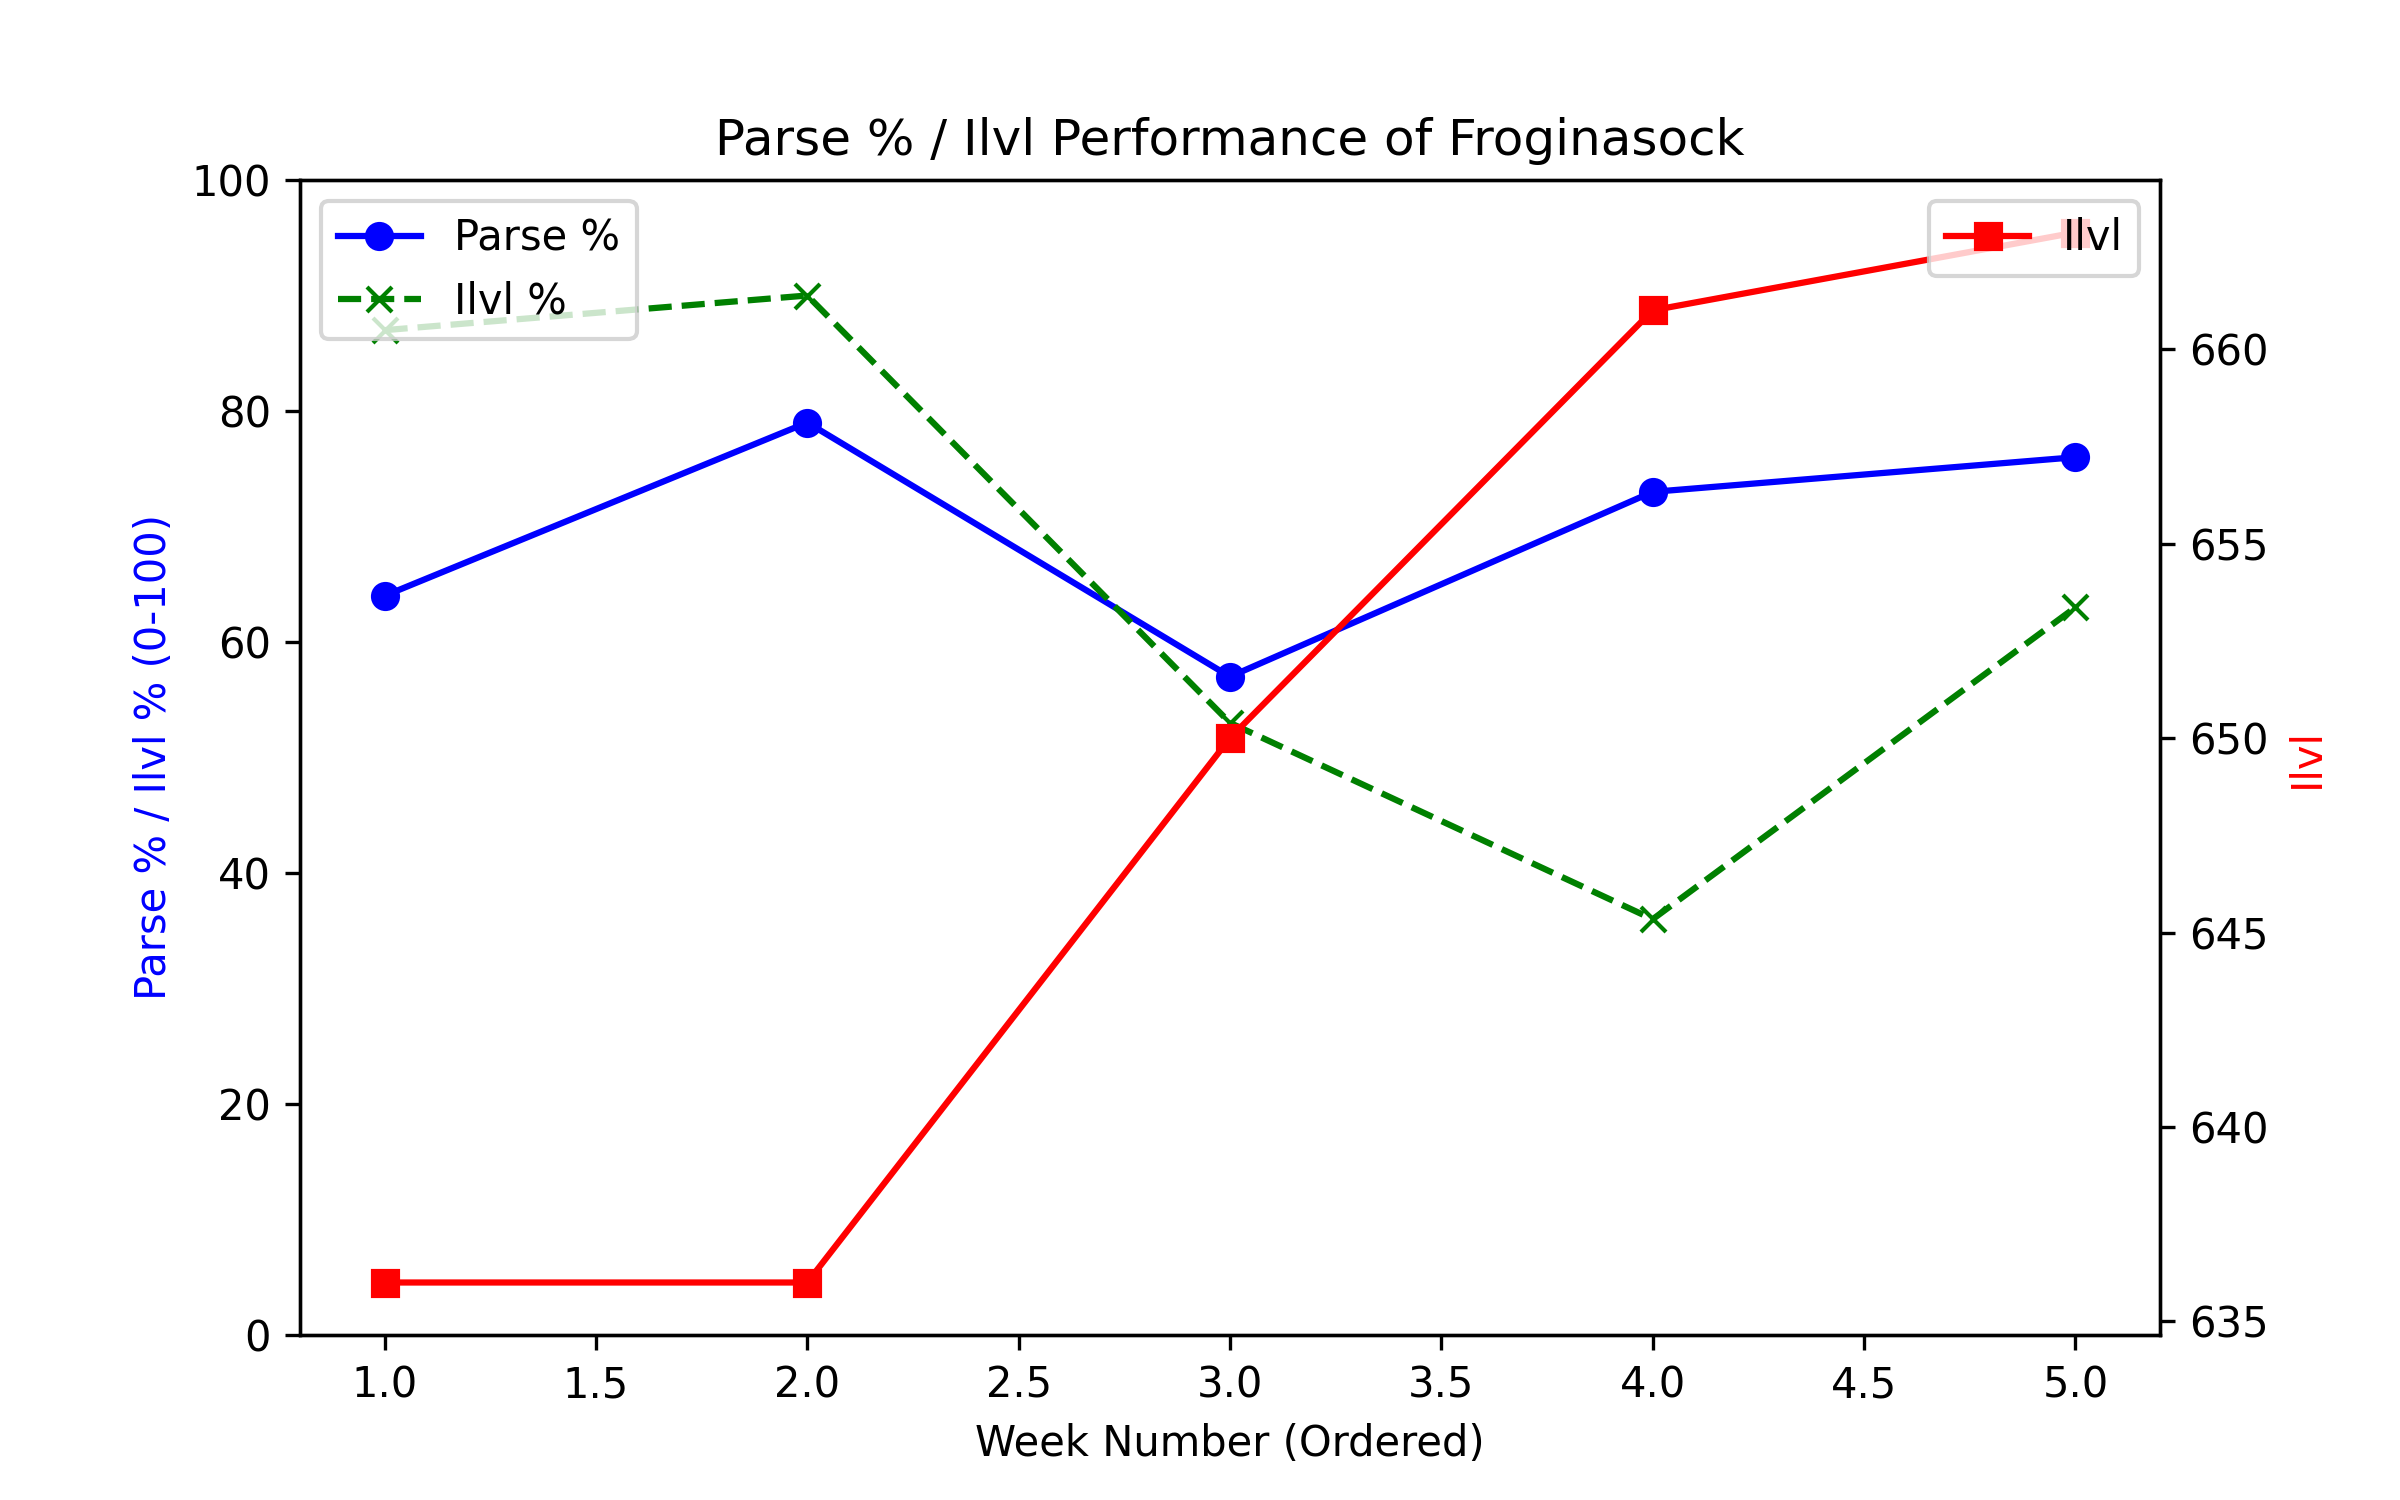 Parse % / Ilvl Performance of Froginasock
Parse %
Ilvl %
Ilvl
100
80
60
40
20
0
Parse % / Ilvl % (0-100)
660
655
650
645
640
635
Ilvl
1.0 1.5 2.0 2.5 3.0 3.5 4.0 4.5 5.0
Week Number (Ordered)